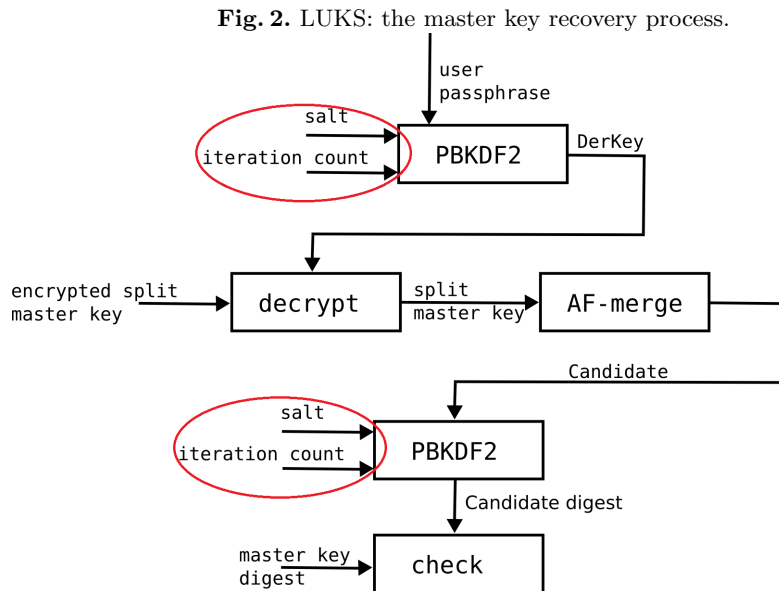 Fig. 2. LUKS: the master key recovery process.
user
passphrase
salt
iteration count
PBKDF2
DerKey
encrypted split
master key
decrypt
split
master key
AF-merge
Candidate
salt
iteration count
PBKDF2
Candidate digest
master key
digest
check